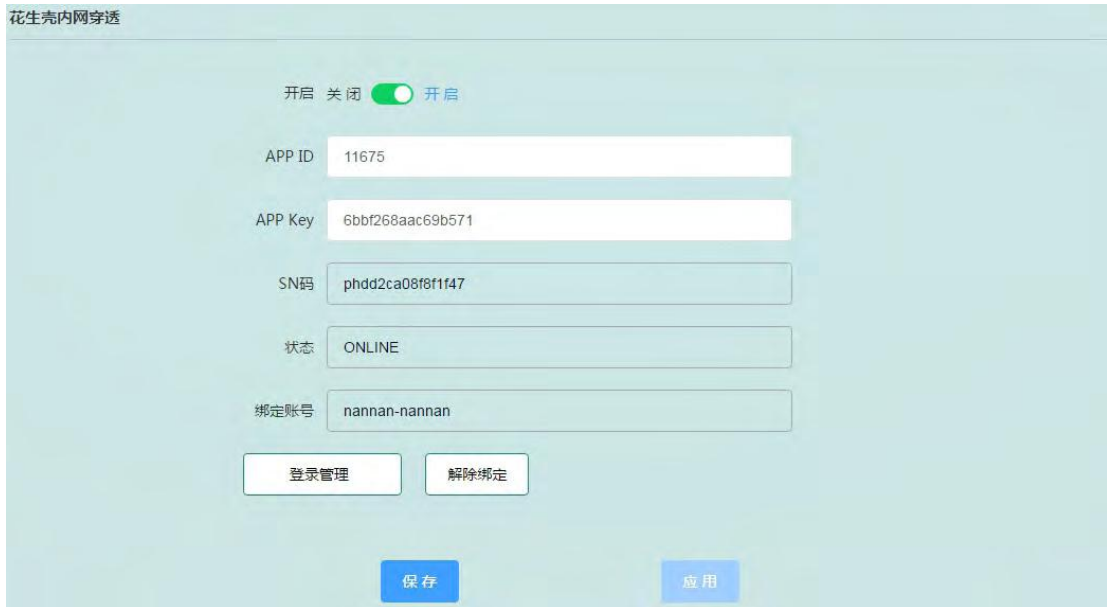 花生壳内网穿透
开启 关闭 开启
APP ID 11675
APP Key 6bbf268aac69b571
SN码 phdd2ca08f8f1f47
状态 ONLINE
绑定账号 nannan-nannan
登录管理 解除绑定
保存 应用